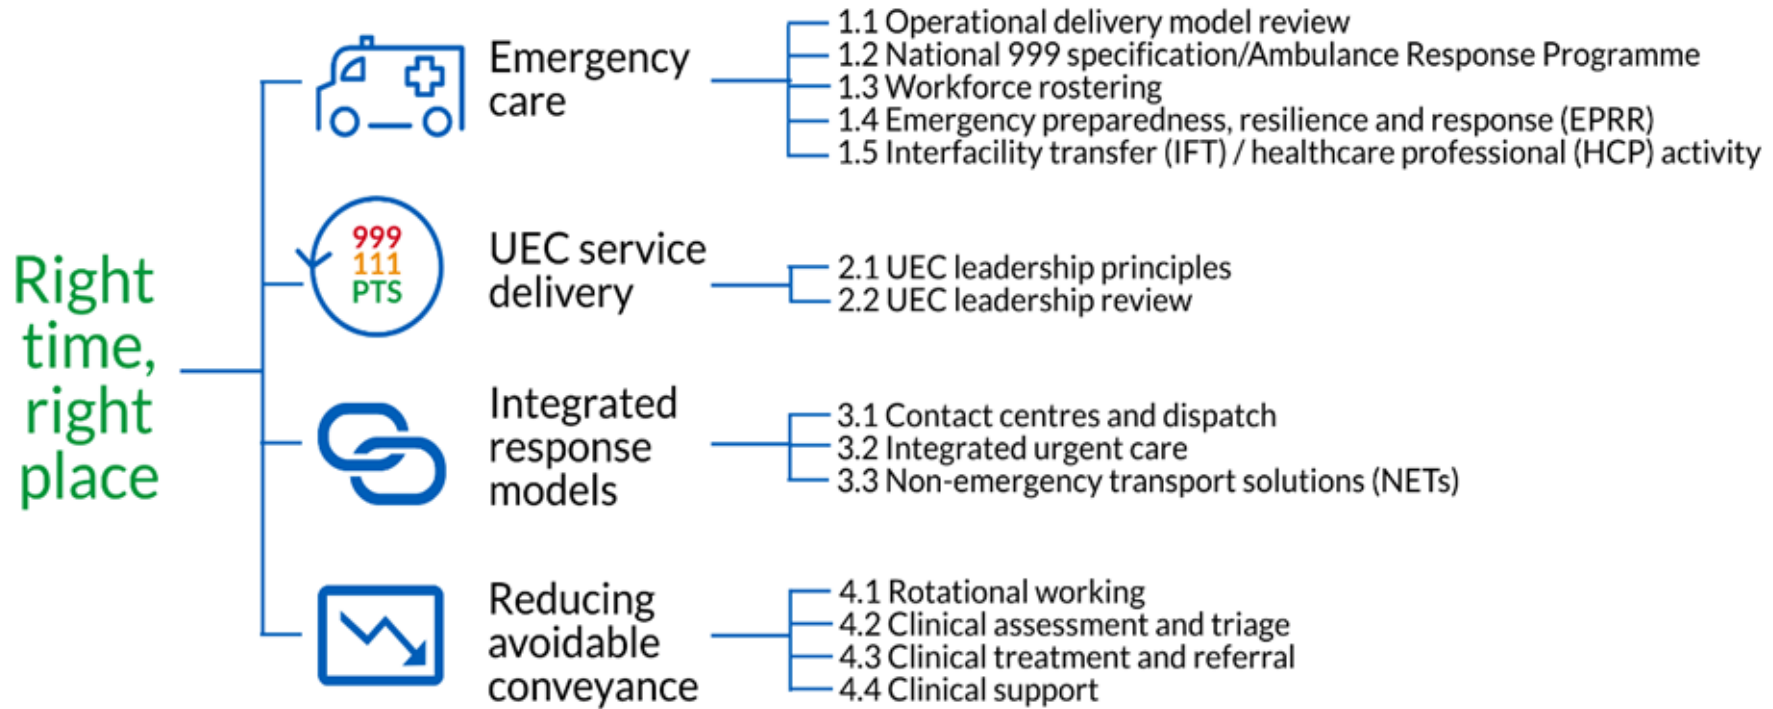 Right
time,
right
place
Emergency
care
1.1 Operational delivery model review
1.2 National 999 specification/Ambulance Response Programme
1.3 Workforce rostering
1.4 Emergency preparedness, resilience and response (EPRR)
1.5 Interfacility transfer (IFT) / healthcare professional (HCP) activity
999
111
PTS
UEC service
delivery
2.1 UEC leadership principles
2.2 UEC leadership review
Integrated
response
models
3.1 Contact centres and dispatch
3.2 Integrated urgent care
3.3 Non-emergency transport solutions (NETs)
Reducing
avoidable
conveyance
4.1 Rotational working
4.2 Clinical assessment and triage
4.3 Clinical treatment and referral
4.4 Clinical support